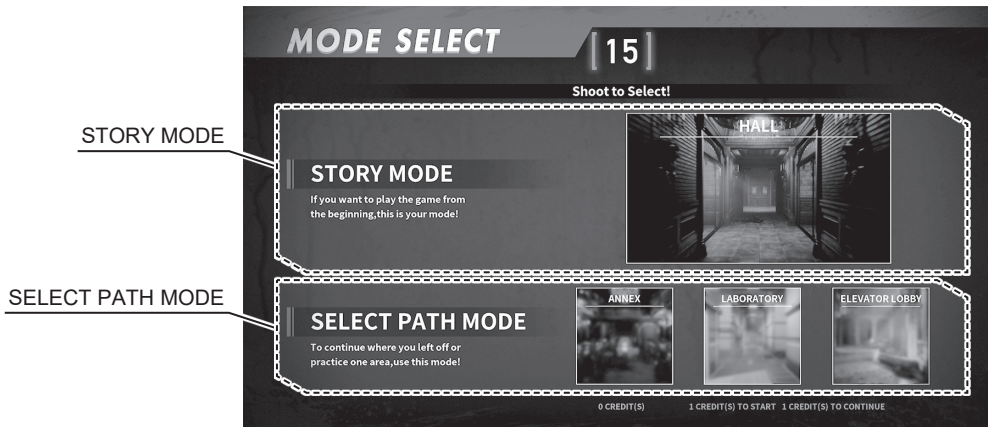 MODE SELECT
[15]
Shoot to Select!
STORY MODE
HALL
STORY MODE
If you want to play the game from
the beginning,this is your mode!
SELECT PATH MODE
ANNEX
LABORATORY
ELEVATOR LOBBY
SELECT PATH MODE
To continue where you left off or
practice one area,use this mode!
0 CREDIT(S)
1 CREDIT(S) TO START
1 CREDIT(S) TO CONTINUE